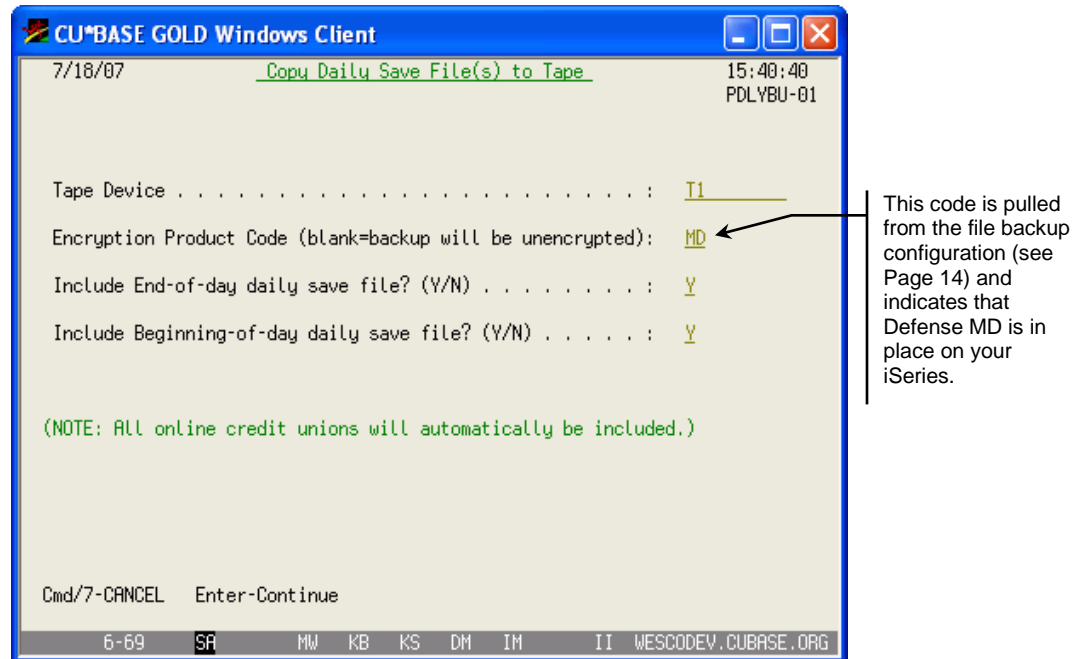 CU*BASE GOLD Windows Client
7/18/07 Copy Daily Save File(s) to Tape 15:40:40
PDLYBU-01
Tape Device . . . . . . . . . . . . . . . . . . . . . . . . : T1
Encryption Product Code (blank=backup will be unencrypted): MD
Include End-of-day daily save file? (Y/N) . . . . . . . . . : Y
Include Beginning-of-day daily save file? (Y/N) . . . . . : Y
(NOTE: All online credit unions will automatically be included.)
Cmd/7-CANCEL Enter-Continue
6-69 SA MW KB KS DM IM II WESCODEV.CUBASE.ORG
This code is pulled
from the file backup
configuration (see
Page 14) and
indicates that
Defense MD is in
place on your
iSeries.